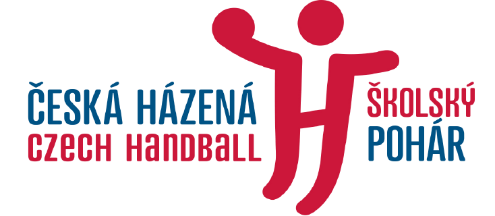 ČESKÁ HÁZENÁ
CZECH HANDBALL
ŠKOLSKÝ
POHÁR